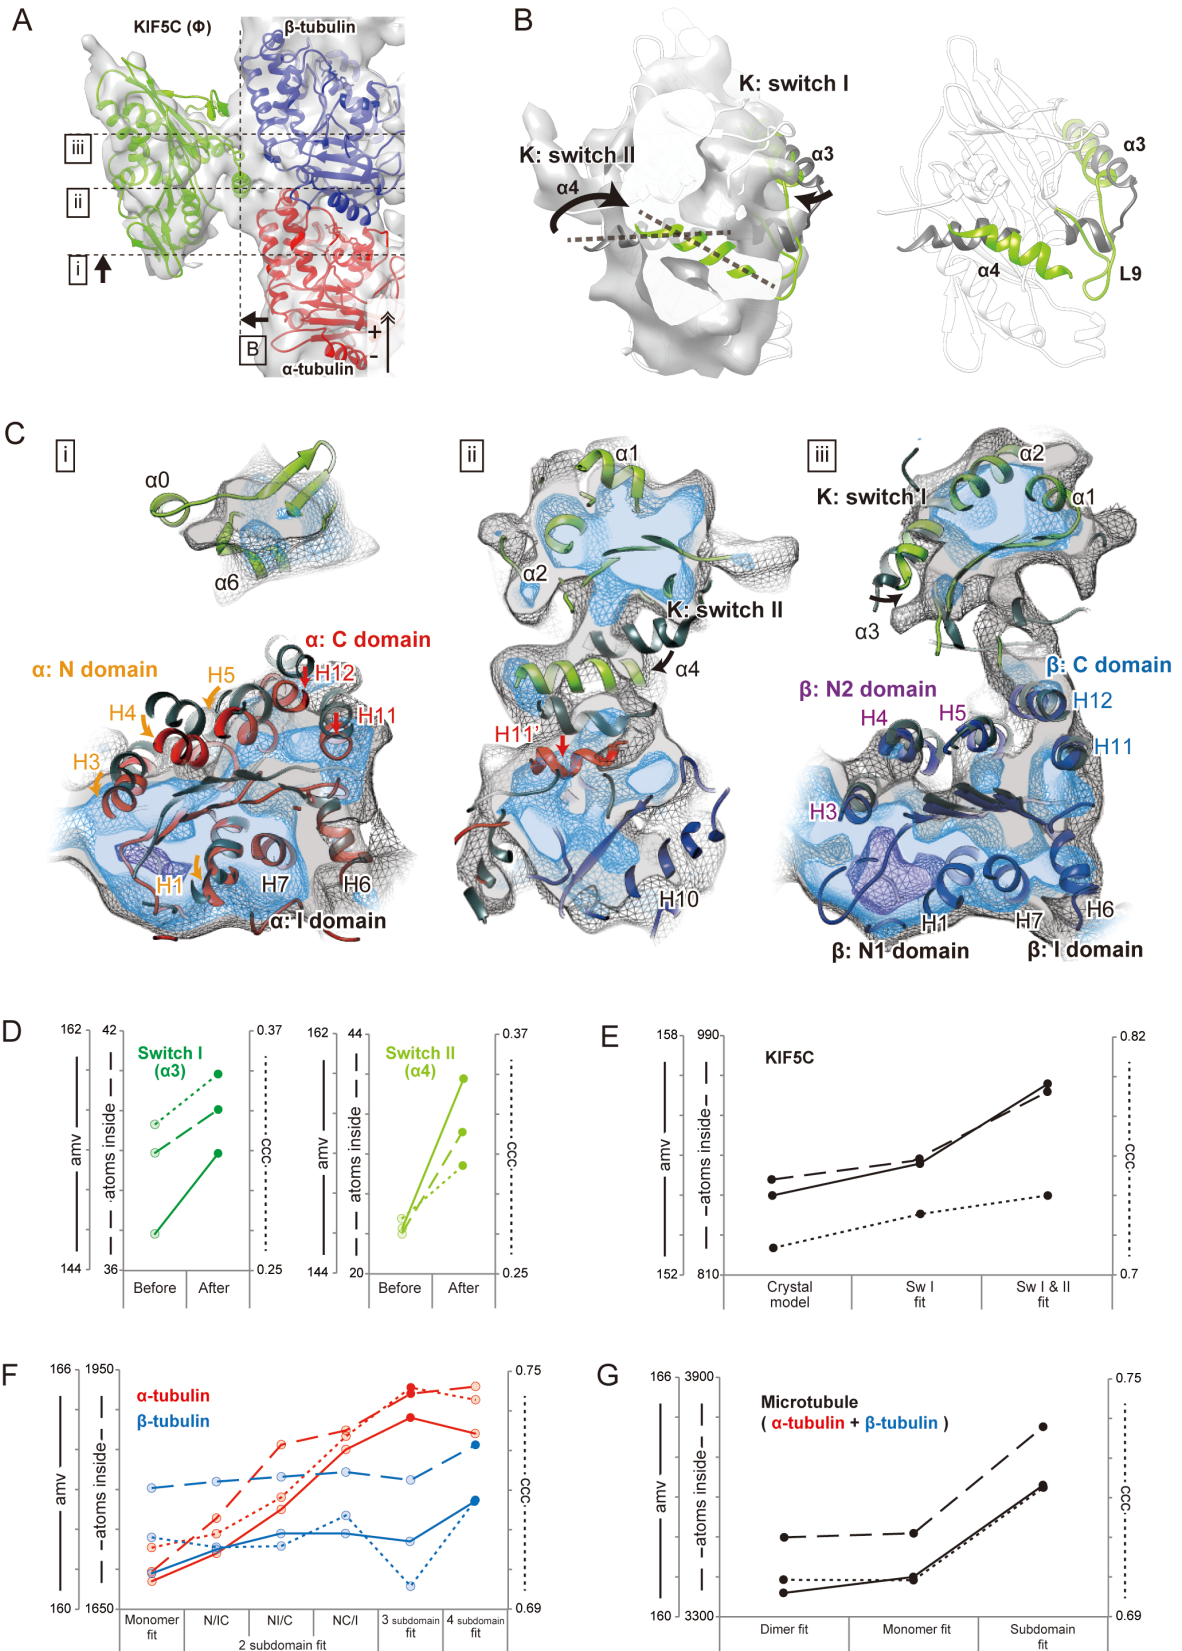 A
KIF5C (Φ)
β-tubulin
iii
ii
i
B
+
-
α-tubulin
B
K: switch I
K: switch II
α4
α3
α3
α4
L9
C
i
α0
α6
α: C domain
α: N domain
H5
H12
H4
H11
H3
H1
H7
H6
α: I domain
ii
α1
α2
K: switch II
α4
H11'
H10
iii
α2
K: switch I
α1
α3
β: C domain
β: N2 domain
H12
H4
H5
H11
H3
H1
H7
H6
β: N1 domain
β: I domain
D
162
42
0.37
Switch I
(α3)
amv
atoms inside
ccc
144
36
0.25
Before
After
162
44
0.37
Switch II
(α4)
amv
atoms inside
ccc
144
20
0.25
Before
After
E
158
990
0.82
KIF5C
amv
atoms inside
ccc
152
810
0.7
Crystal model
Sw I fit
Sw I & II fit
F
166
1950
0.75
α-tubulin
β-tubulin
amv
atoms inside
ccc
160
1650
0.69
Monomer fit
N/IC
NI/C
NC/I
2 subdomain fit
3 subdomain fit
4 subdomain fit
G
166
3900
0.75
Microtubule
( α-tubulin + β-tubulin )
amv
atoms inside
ccc
160
3300
0.69
Dimer fit
Monomer fit
Subdomain fit